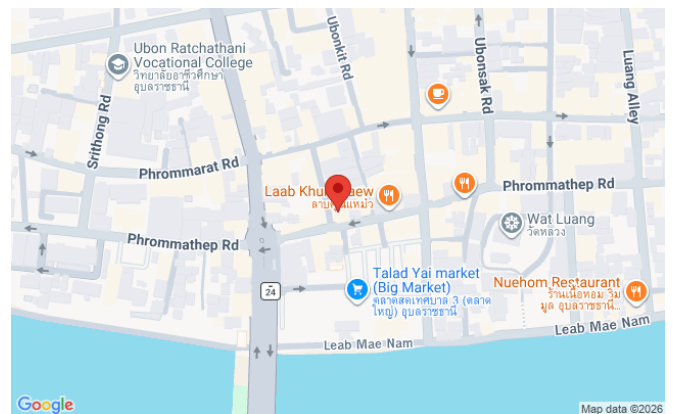 Ubon Ratchathani
Vocational College
วิทยาลัยอาชีวศึกษา
อุบลราชธานี
Ubonkit Rd
Ubonsak Rd
Luang Alley
Srithong Rd
Phrommarat Rd
Laab Khun
aew
Phrommathep Rd
Wat Luang
วัดหลวง
Phrommathep Rd
24
Talad Yai market
(Big Market)
ตลาดสดเทศบาล 3 (ตลาด
ใหญ่) อุบลราชธานี
Nuehom Restaurant
ร้านเนื้อหอม ริม
มูล อุบลราชธานี...
Leab Mae Nam
Leab Mae Nam
Google
Map data ©2026